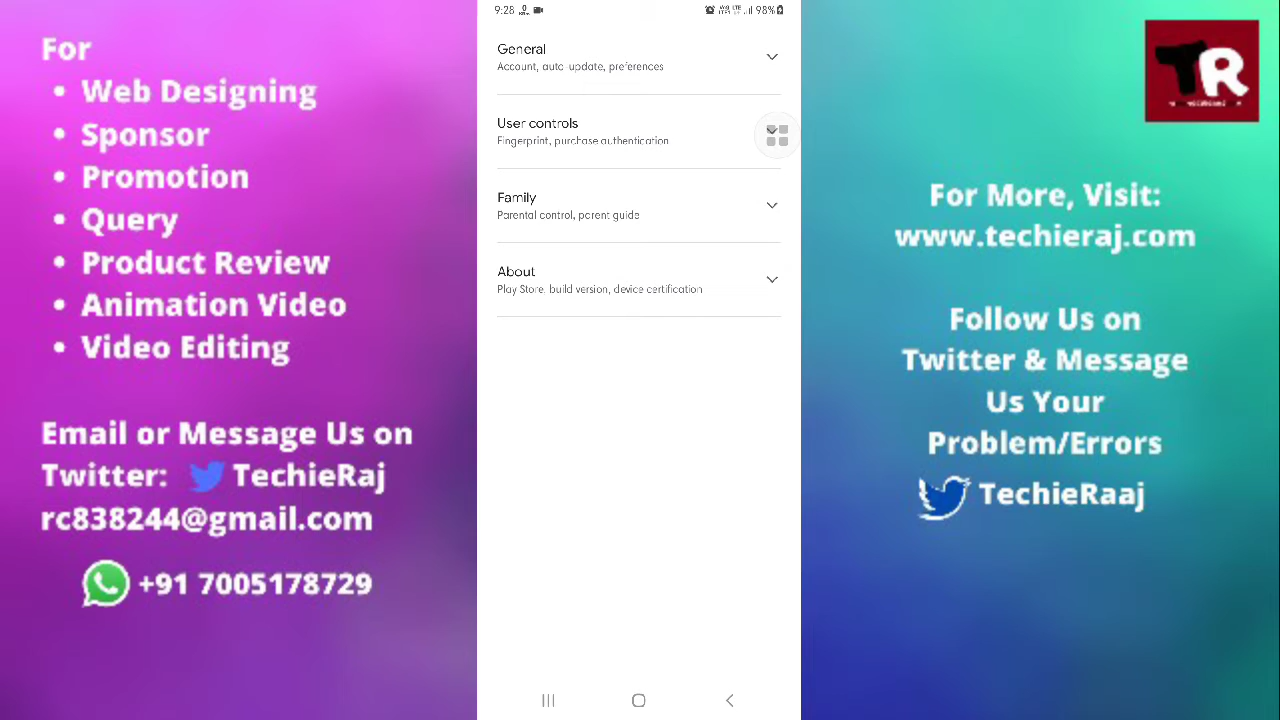 For
• Web Designing
• Sponsor
• Promotion
• Query
• Product Review
• Animation Video
• Video Editing
Email or Message Us on
Twitter: TechieRaj
rc838244@gmail.com
+91 7005178729
9:28
98%
General
Account, auto-update, preferences
User controls
Fingerprint, purchase authentication
Family
Parental control, parent guide
About
Play Store, build version, device certification
TR
For More, Visit:
www.techieraj.com
Follow Us on
Twitter & Message
Us Your
Problem/Errors
TechieRaaj